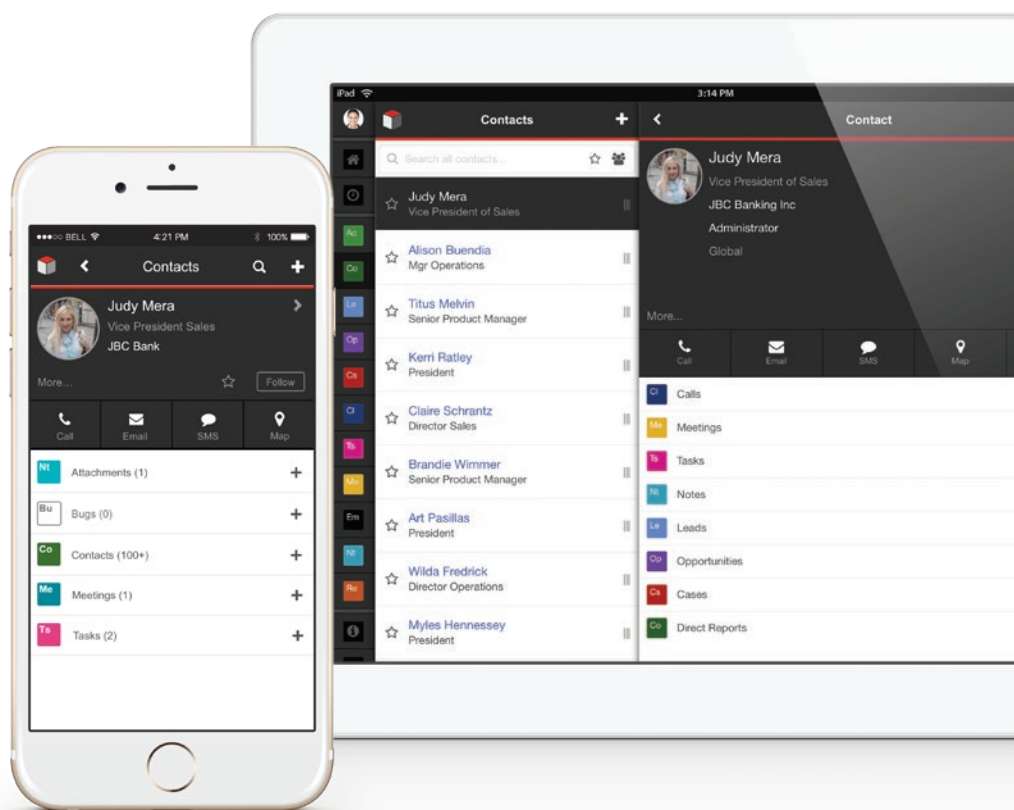 BELL
4:21 PM
100%
Contacts
Judy Mera
Vice President Sales
JBC Bank
More...
Follow
Call
Email
SMS
Map
Nt
Attachments (1)
Bu
Bugs (0)
Co
Contacts (100+)
Me
Meetings (1)
Ts
Tasks (2)
iPad
3:14 PM
Ac
Co
Le
Op
Cs
Cl
Ts
Mo
Em
Nt
Re
Contacts
Search all contacts...
Judy Mera
Vice President of Sales
Alison Buendia
Mgr Operations
Titus Melvin
Senior Product Manager
Kerri Ratley
President
Claire Schrantz
Director Sales
Brandie Wimmer
Senior Product Manager
Art Pasillas
President
Wilda Fredrick
Director Operations
Myles Hennessey
President
Contact
Judy Mera
Vice President of Sales
JBC Banking Inc
Administrator
Global
More...
Call
Email
SMS
Map
Cl
Calls
Me
Meetings
Ts
Tasks
Nt
Notes
Le
Leads
Op
Opportunities
Cs
Cases
Co
Direct Reports